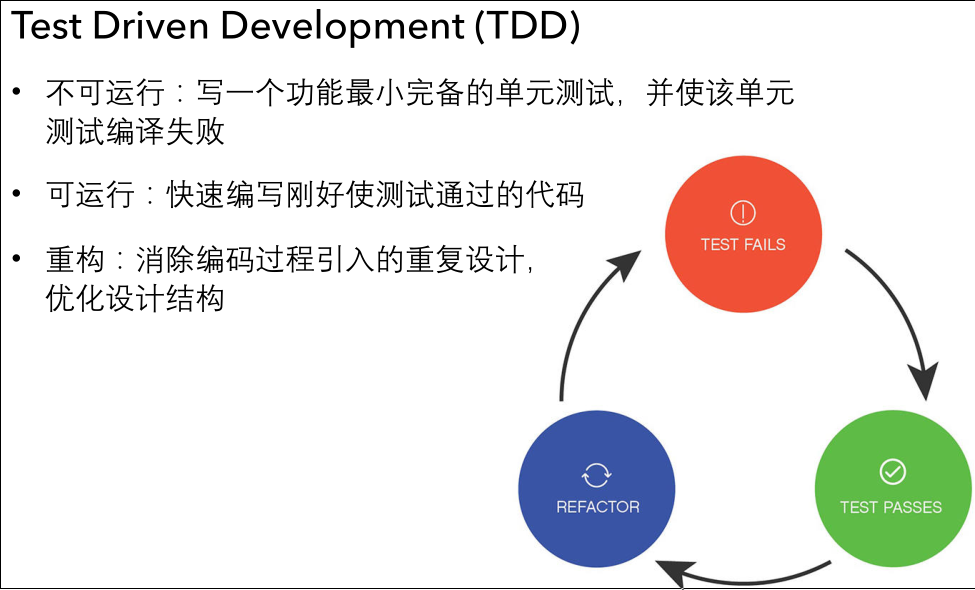 Test Driven Development (TDD)
• 不可运行：写一个功能最小完备的单元测试，并使该单元
测试编译失败
• 可运行：快速编写刚好使测试通过的代码
• 重构：消除编码过程引入的重复设计，
优化设计结构
TEST FAILS
REFACTOR
TEST PASSES